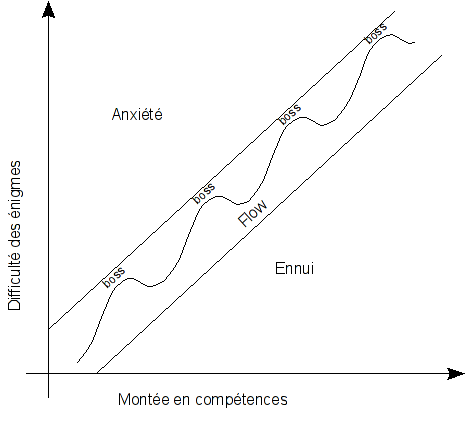 boss
boss
Anxiété
boss
boss
Flow
Ennui
Difficulté des énigmes
Montée en compétences